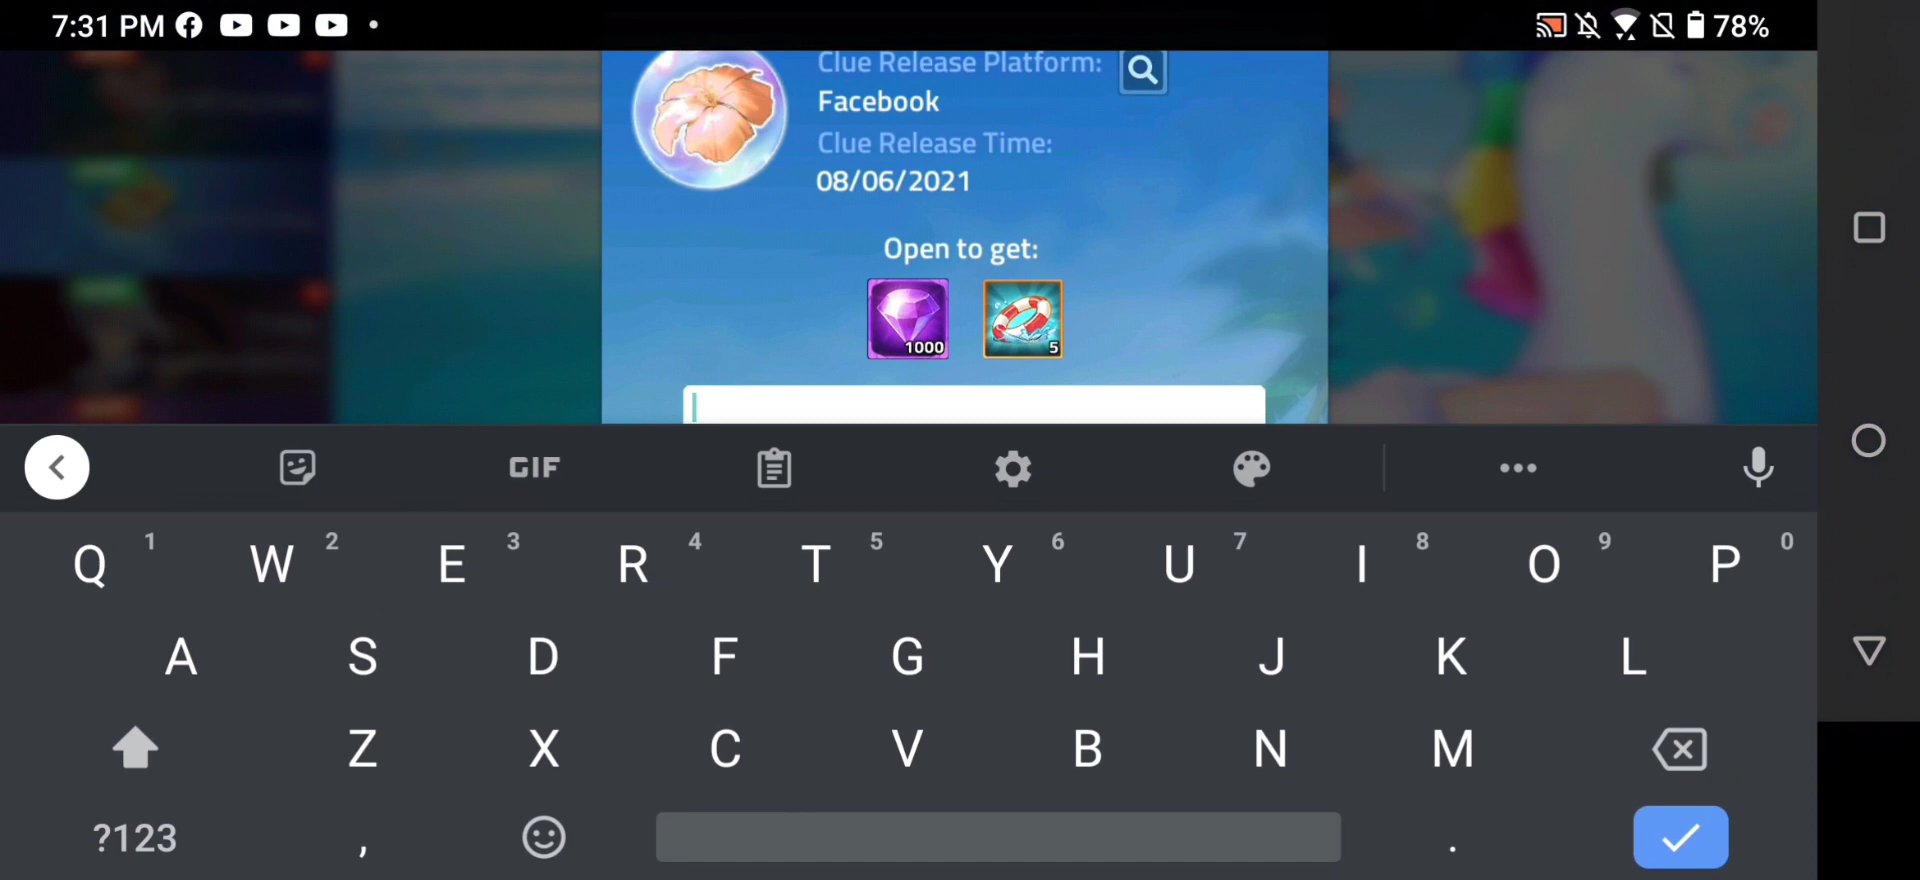 7:31 PM
78%
Clue Release Platform:
Facebook
Clue Release Time:
08/06/2021
Open to get:
1000
5
GIF
Q 1 W 2 E 3 R 4 T 5 Y 6 U 7 I 8 O 9 P 0
A S D F G H J K L
Z X C V B N M
?123 , .